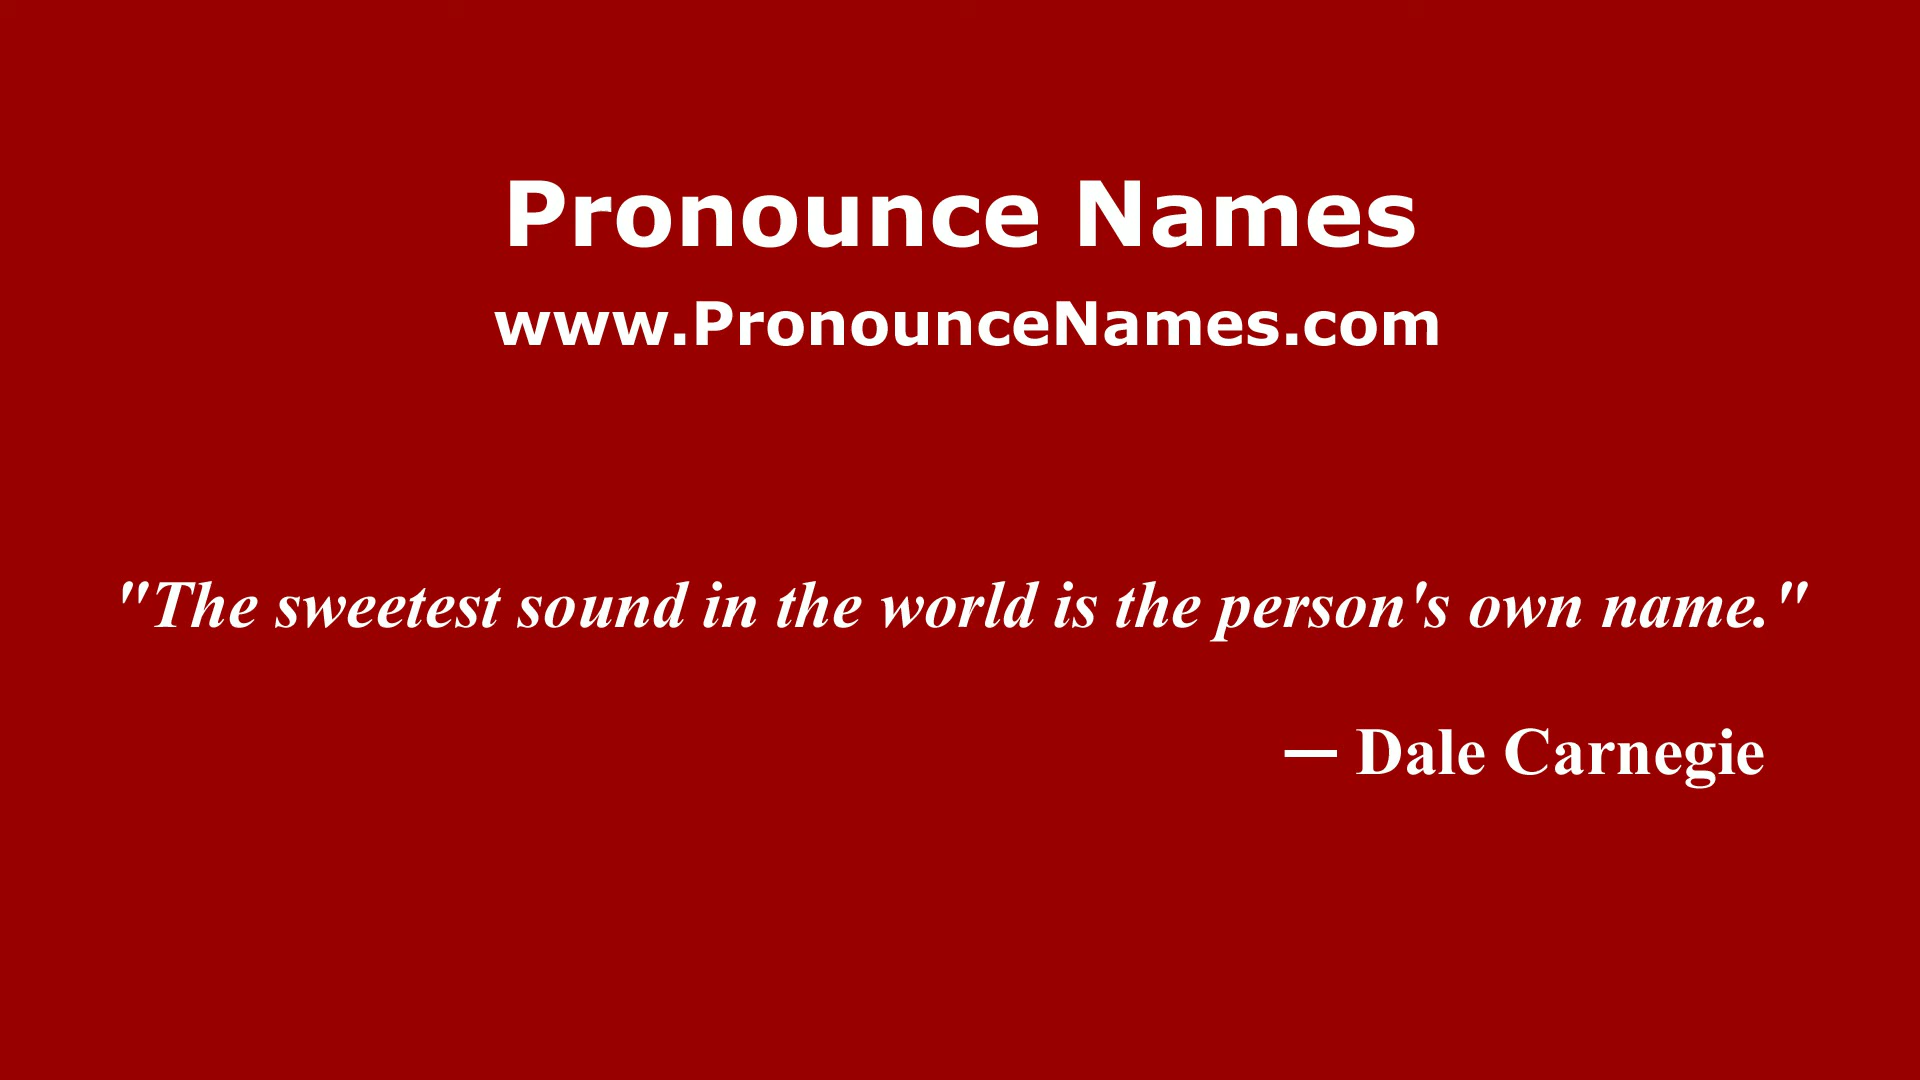 Pronounce Names
www.PronounceNames.com
"The sweetest sound in the world is the person's own name."
— Dale Carnegie